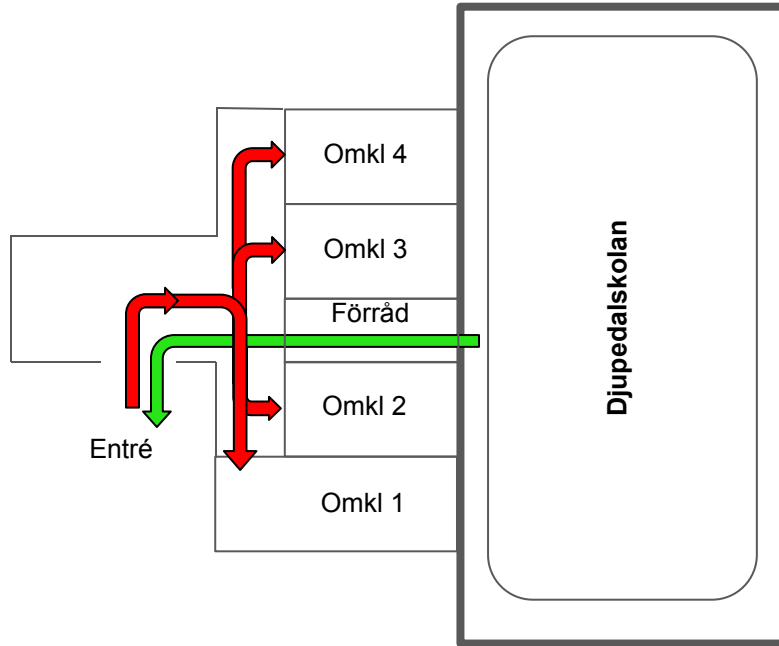 Omkl 4
Omkl 3
Förråd
Omkl 2
Entré
Omkl 1
Djupedalskolan